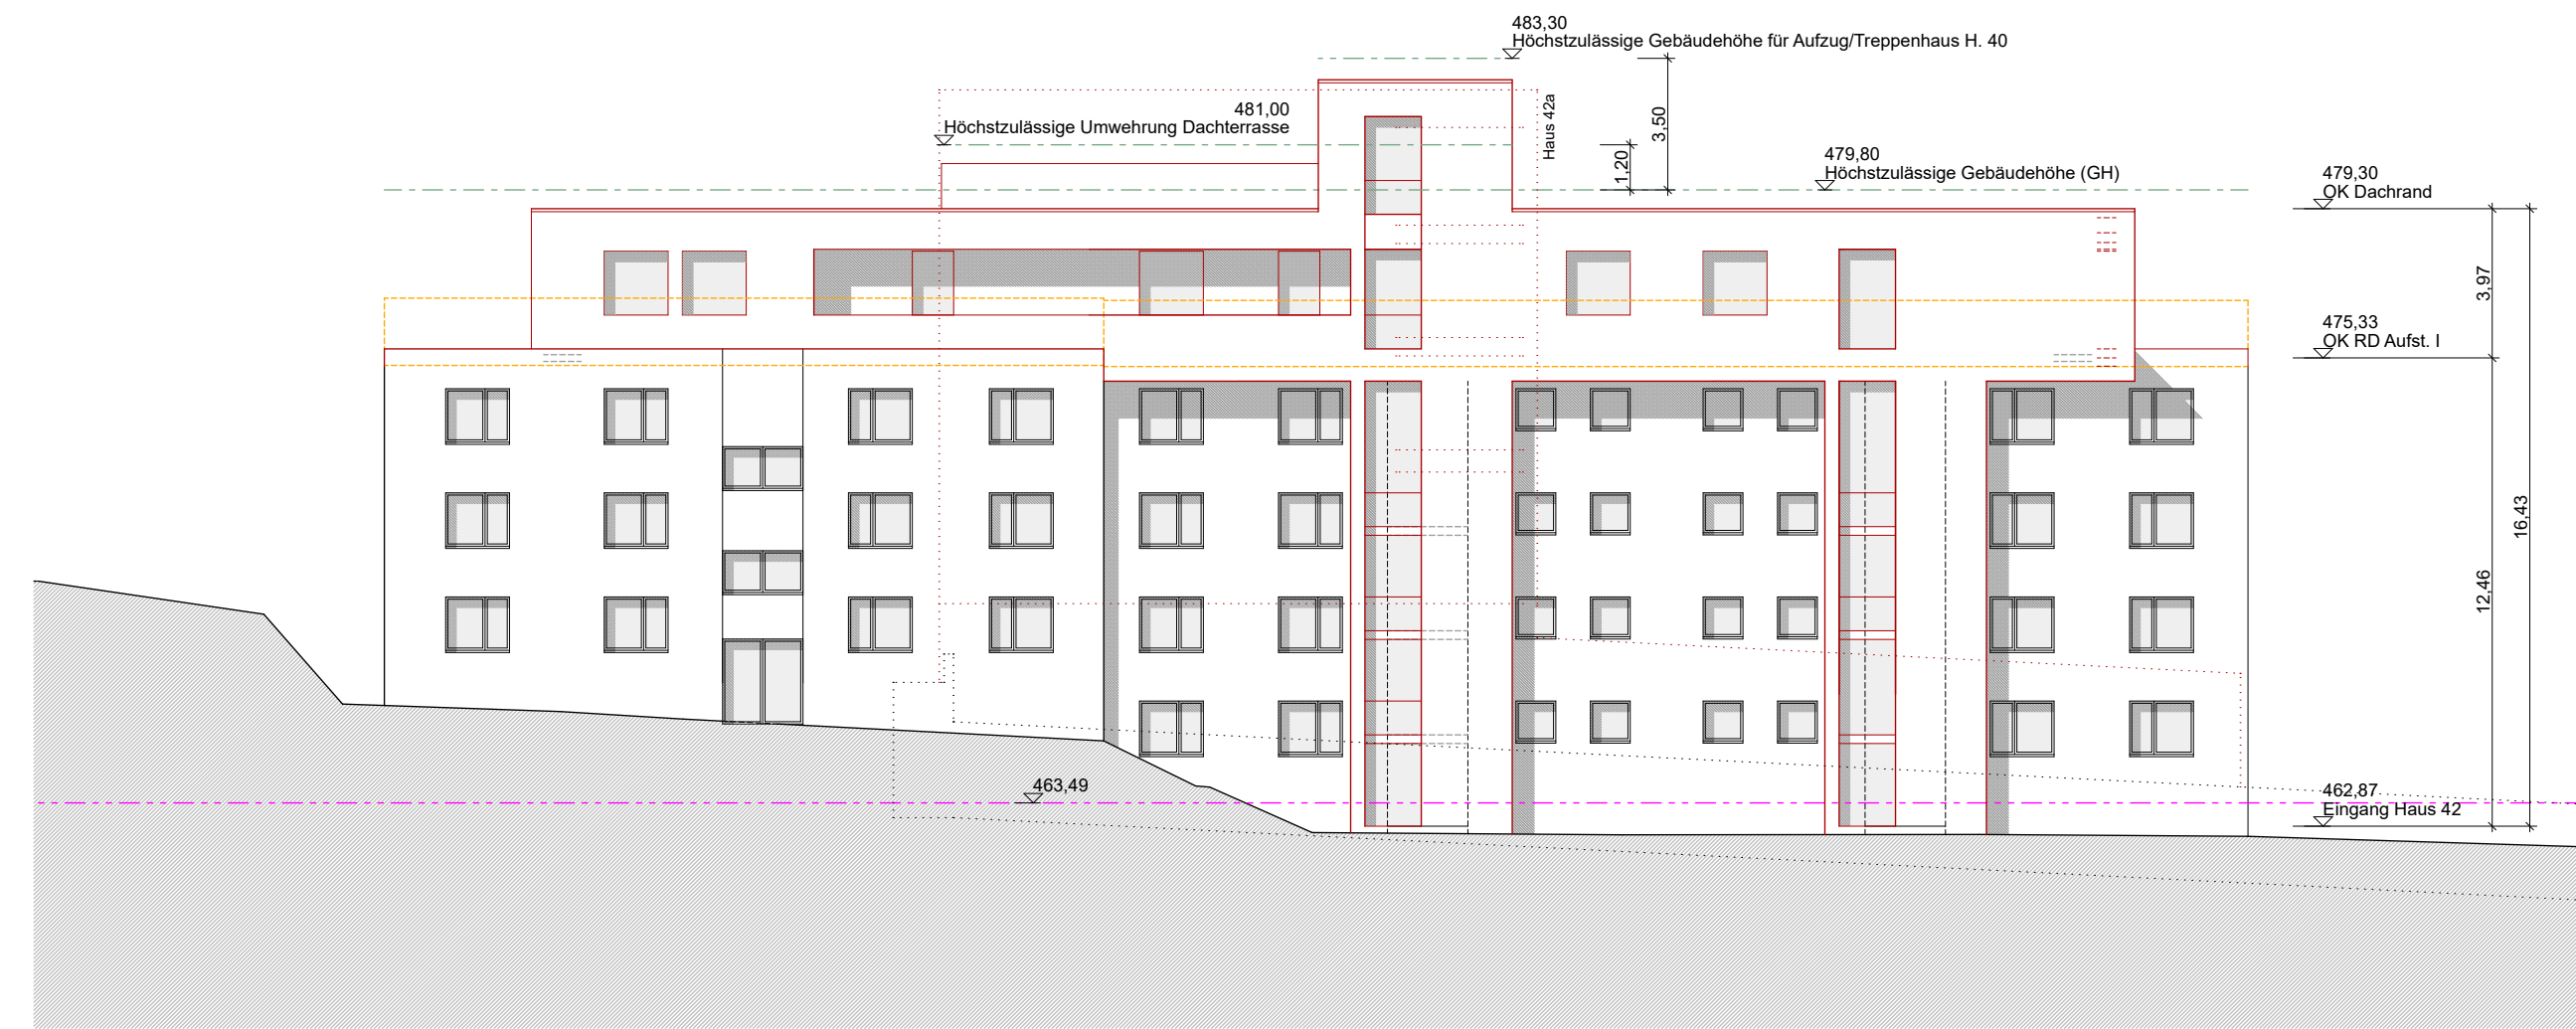 483,30
Höchstzulässige Gebäudehöhe für Aufzug/Treppenhaus H. 40
481,00
Höchstzulässige Umwehrung Dachterrasse
Haus 42a
3,50
1,20
479,80
Höchstzulässige Gebäudehöhe (GH)
479,30
OK Dachrand
3,97
475,33
OK RD Aufst. I
16,43
12,46
463,49
462,87
Eingang Haus 42